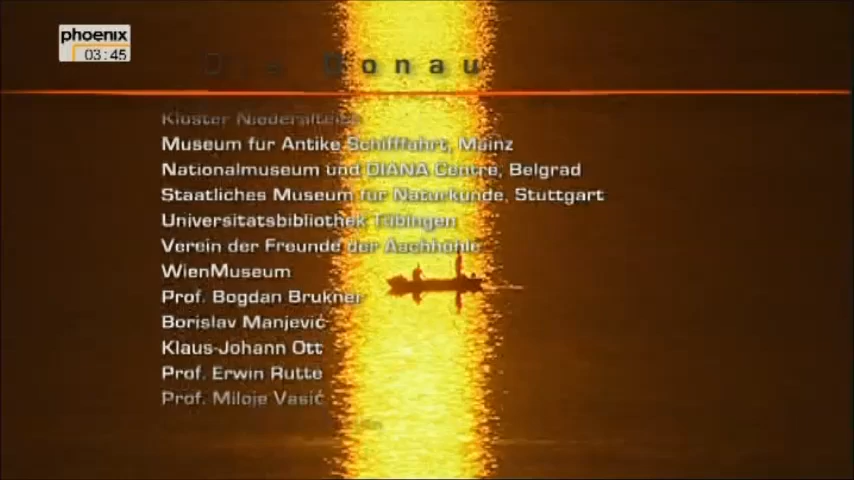 phoenix
03:45
Die Donau
Kloster Niederalteich
Museum fur Antike Schifffahrt, Mainz
Nationalmuseum und DIANA Centre, Belgrad
Staatliches Museum fur Naturkunde, Stuttgart
Universitatsbibliothek Tübingen
Verein der Freunde der Aachhohle
WienMuseum
Prof. Bogdan Brukner
Borislav Manjević
Klaus-Johann Ott
Prof. Erwin Rutte
Prof. Miloje Vasić